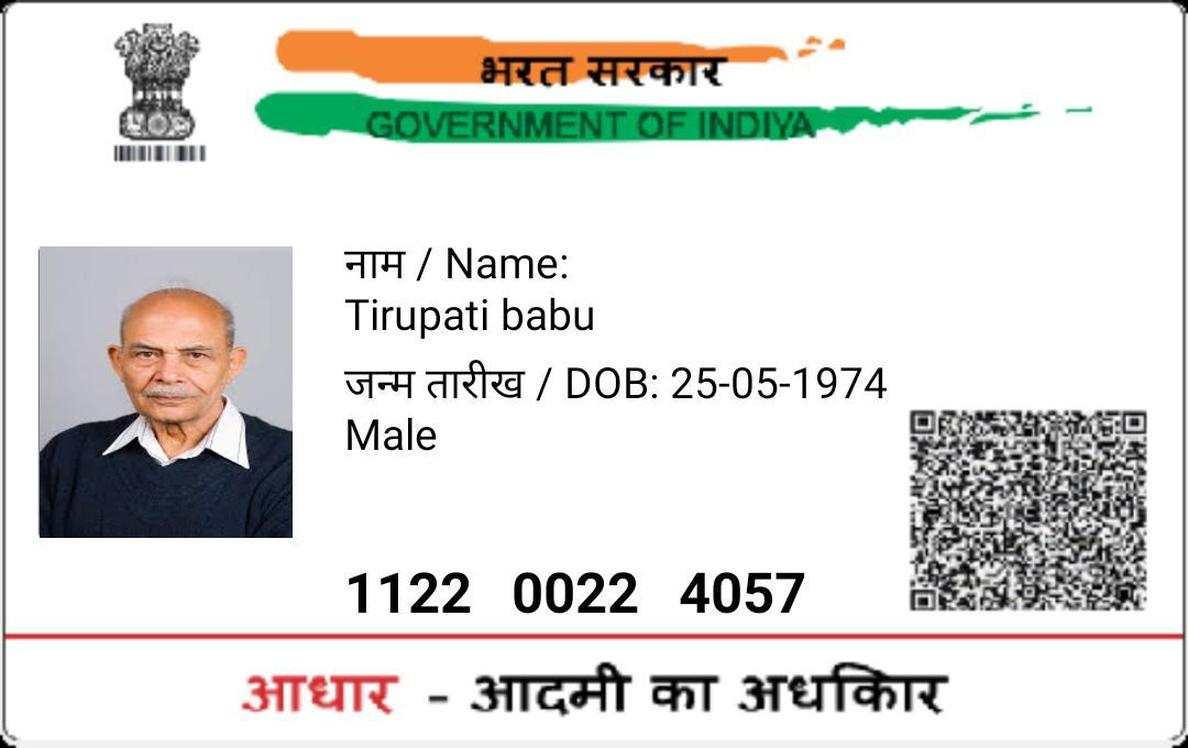 भरत सरकार
GOVERNMENT OF INDIYA
नाम / Name:
Tirupati babu
जन्म तारीख / DOB: 25-05-1974
Male
1122 0022 4057
आधार - आदमी का अधकिार